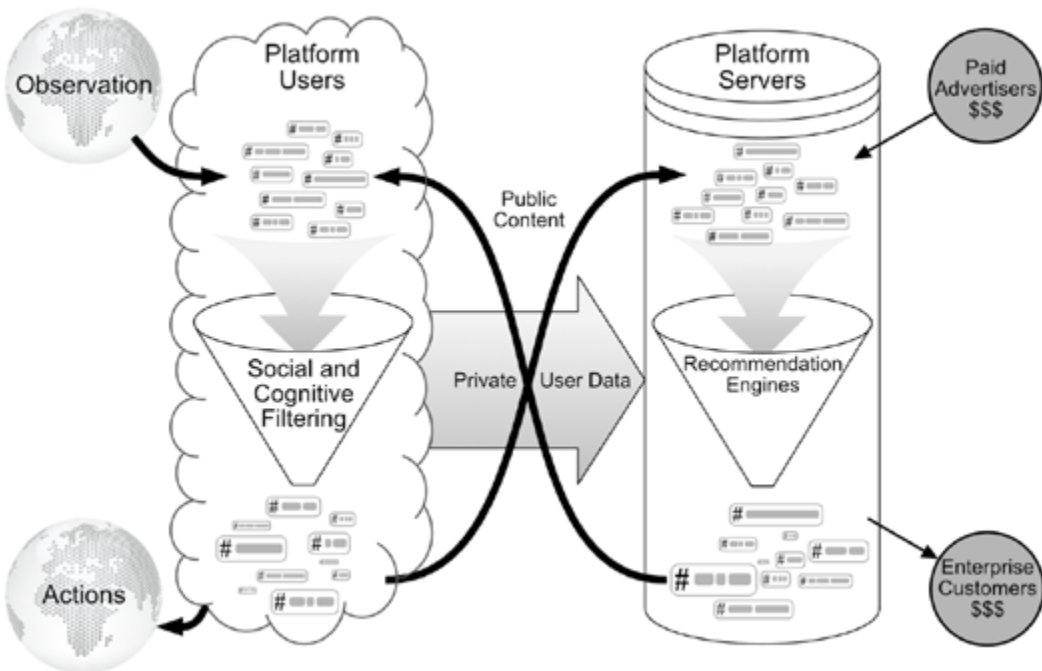 Observation
Platform
Users
Platform
Servers
Paid
Advertisers
$$$
Public
Content
Social and
Cognitive
Filtering
Private
User Data
Recommendation
Engines
Actions
Enterprise
Customers
$$$